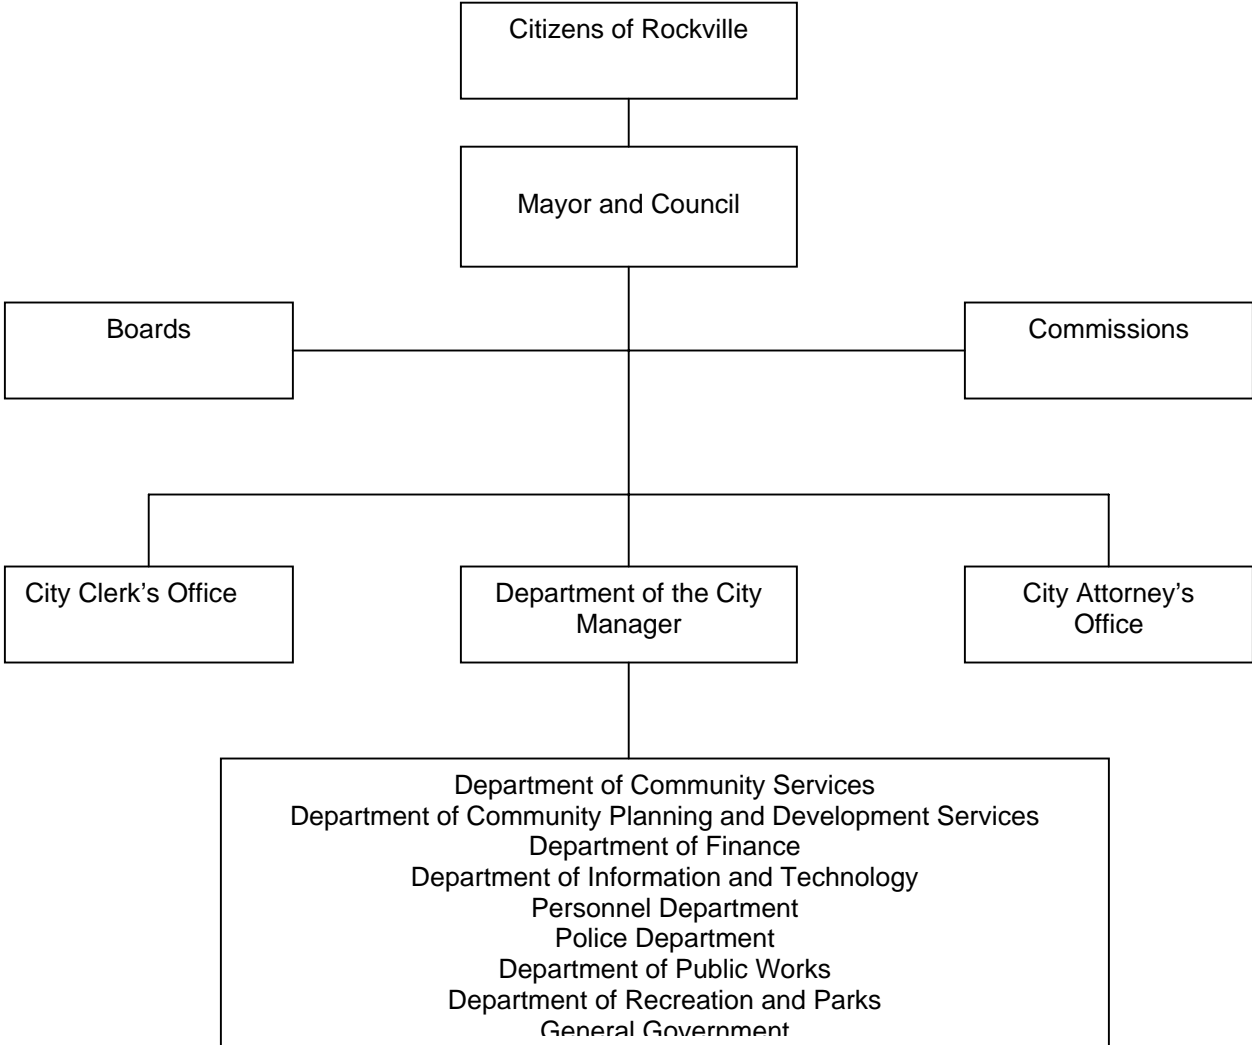 Citizens of Rockville
Mayor and Council
Boards
Commissions
City Clerk’s Office
Department of the City
Manager
City Attorney’s
Office
Department of Community Services
Department of Community Planning and Development Services
Department of Finance
Department of Information and Technology
Personnel Department
Police Department
Department of Public Works
Department of Recreation and Parks
General Government